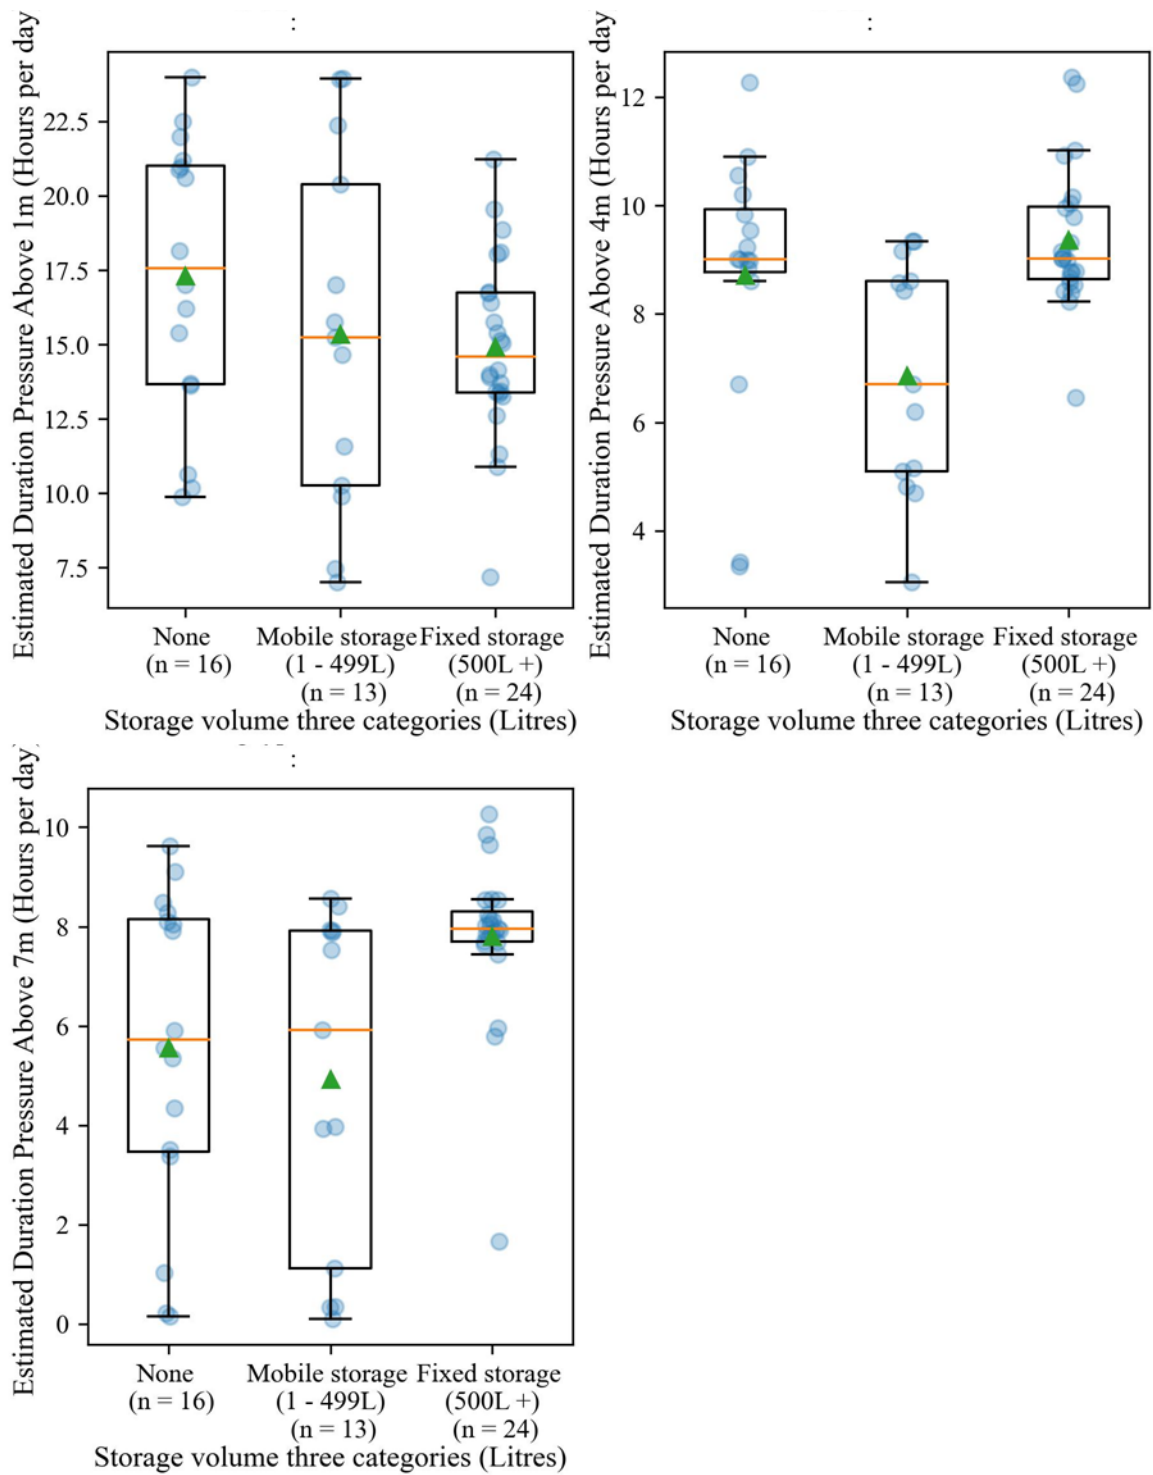 :
Estimated Duration Pressure Above 1m (Hours per day
22.5
20.0
17.5
15.0
12.5
10.0
7.5
None
(n = 16)
Mobile storage
(1 - 499L)
(n = 13)
Fixed storage
(500L +)
(n = 24)
Storage volume three categories (Litres)
:
Estimated Duration Pressure Above 4m (Hours per day
12
10
8
6
4
None
(n = 16)
Mobile storage
(1 - 499L)
(n = 13)
Fixed storage
(500L +)
(n = 24)
Storage volume three categories (Litres)
:
Estimated Duration Pressure Above 7m (Hours per day)
10
8
6
4
2
0
None
(n = 16)
Mobile storage
(1 - 499L)
(n = 13)
Fixed storage
(500L +)
(n = 24)
Storage volume three categories (Litres)